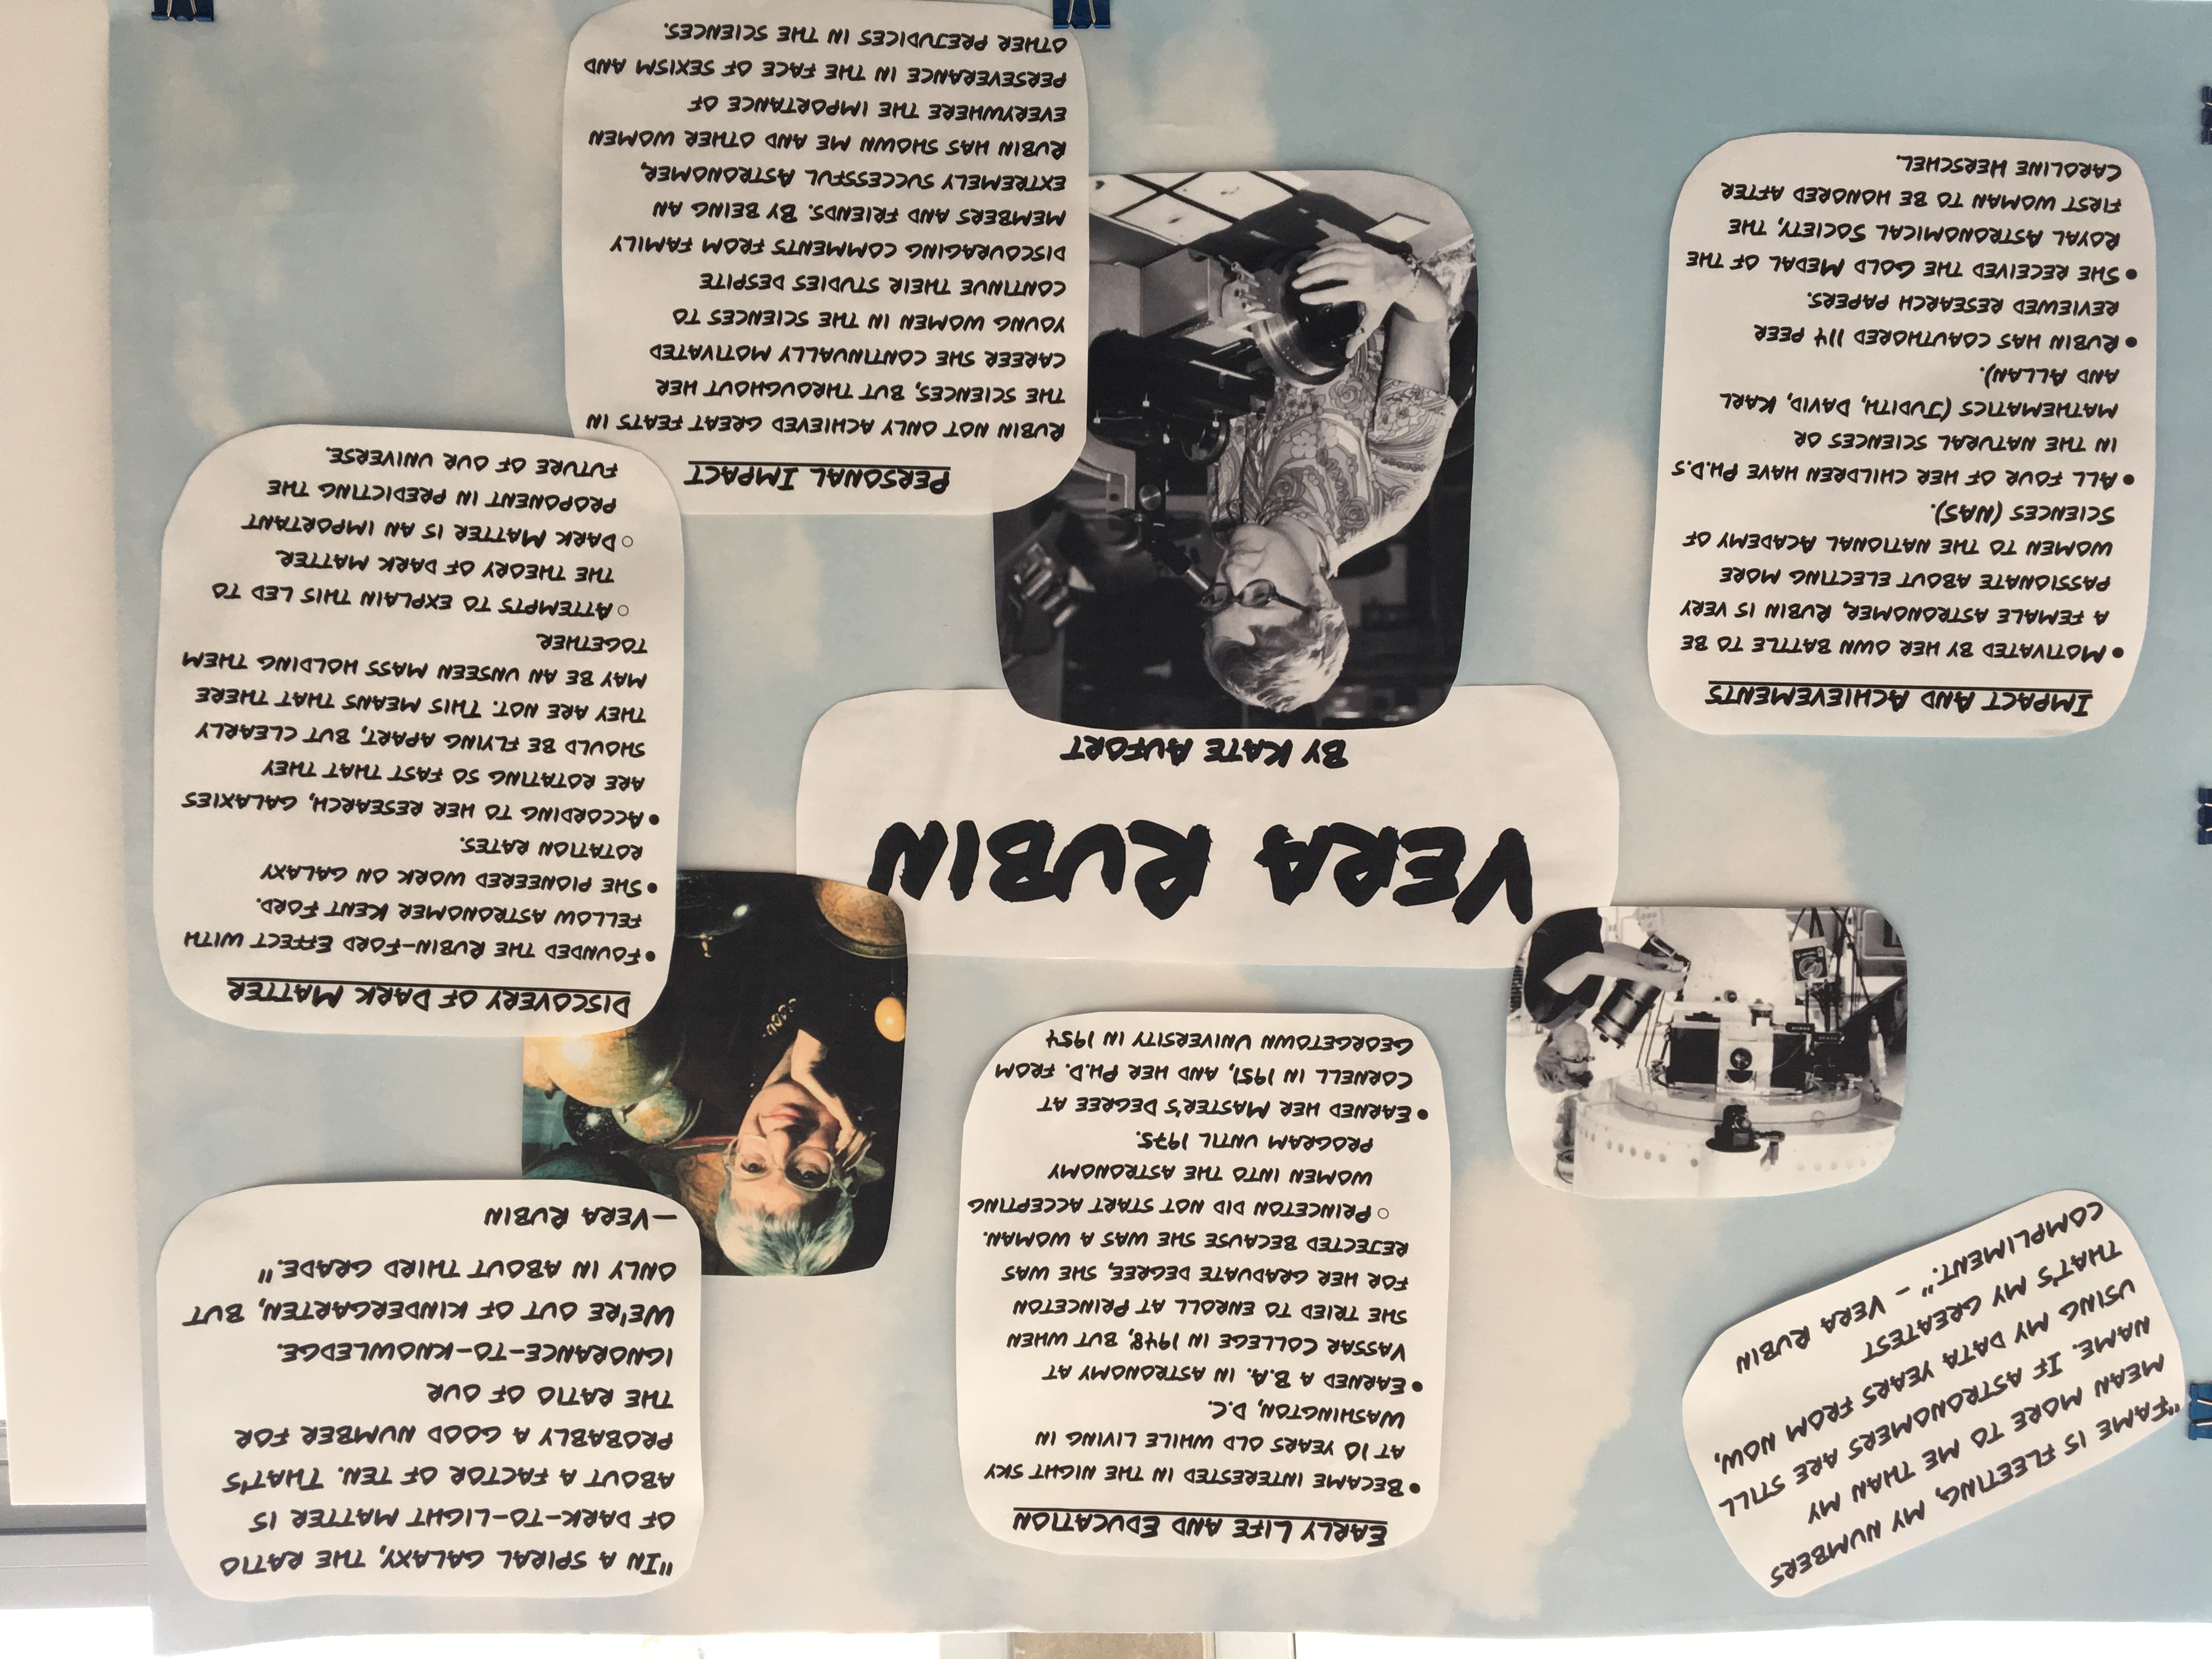 "Fame is fleeting, my numbers
mean more to me than my
name. If astronomers are still
using my data years from now,
that's my greatest
compliment." - Vera Rubin
Early Life and Education
• Became interested in the night sky
at 10 years old while living in
Washington, D.C.
• Earned a B.A. in astronomy at
Vassar College in 1948, but when
she tried to enroll at Princeton
for her graduate degree, she was
rejected because she was a woman.
○ Princeton did not start accepting
women into the astronomy
program until 1975.
• Earned her Master's Degree at
Cornell in 1951, and her Ph.D. from
Georgetown University in 1954
"In a spiral galaxy, the ratio
of dark-to-light matter is
about a factor of ten. That's
probably a good number for
the ratio of our
ignorance-to-knowledge.
We're out of kindergarten, but
only in about third grade."
—Vera Rubin
Vera Rubin
By Kate Aufort
Discovery of Dark Matter
• Founded the Rubin-Ford Effect with
fellow astronomer Kent Ford.
• She pioneered work on galaxy
rotation rates.
• According to her research, galaxies
are rotating so fast that they
should be flying apart, but clearly
they are not. This means that there
may be an unseen mass holding them
together.
○ Attempts to explain this led to
the theory of dark matter.
○ Dark Matter is an important
proponent in predicting the
future of our universe.
Impact And Achievements
• Motivated by her own battle to be
a female astronomer, Rubin is very
passionate about electing more
women to the national Academy of
Sciences (NAS).
• All four of her children have Ph.D.s
in the natural sciences or
mathematics (Judith, David, Karl
and Allan).
• Rubin has coauthored 114 peer
reviewed research papers.
• She received the Gold Medal of the
Royal Astronomical Society, the
first woman to be honored after
Caroline Herschel.
Personal Impact
Rubin not only achieved great feats in
the sciences, but throughout her
career she continually motivated
young women in the sciences to
continue their studies despite
discouraging comments from family
members and friends. By being an
extremely successful Astronomer,
Rubin has shown me and other women
everywhere the importance of
perseverance in the face of sexism and
other prejudices in the sciences.